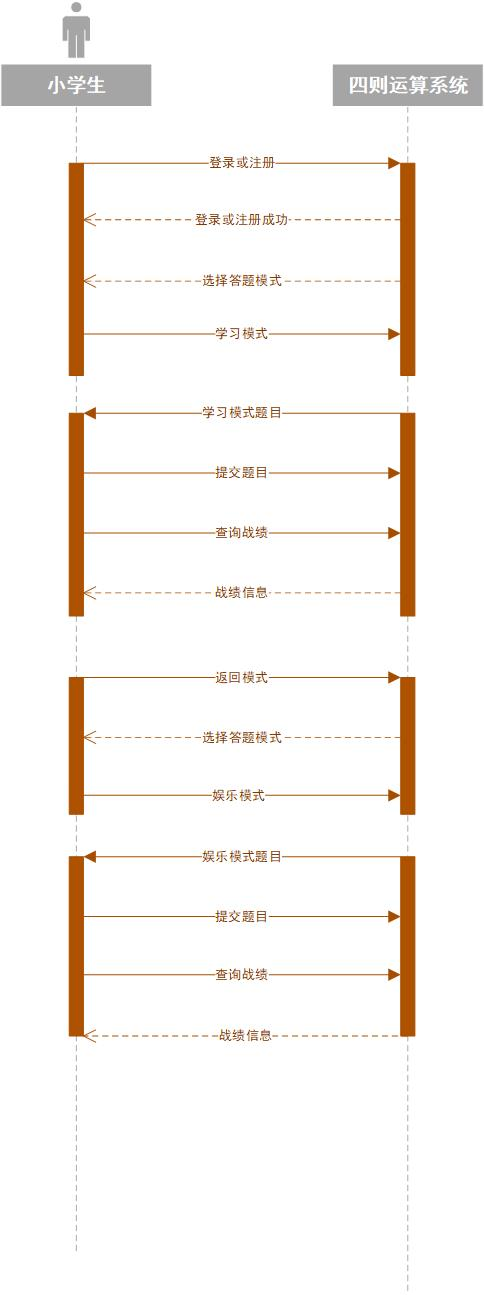 小学生
四则运算系统
登录或注册
登录或注册成功
选择答题模式
学习模式
学习模式题目
提交题目
查询战绩
战绩信息
返回模式
选择答题模式
娱乐模式
娱乐模式题目
提交题目
查询战绩
战绩信息